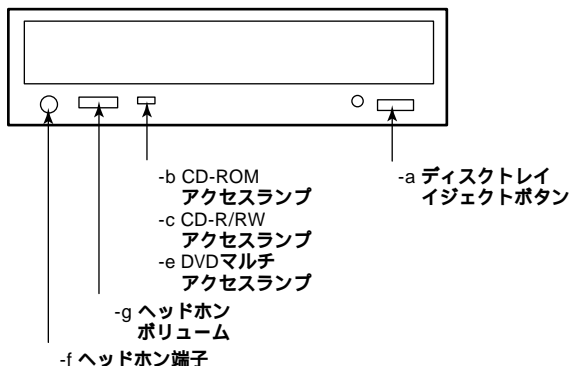 -b CD-ROM
アクセスランプ
-c CD-R/RW
アクセスランプ
-e DVDマルチ
アクセスランプ
-a ディスクトレイ
イジェクトボタン
-g ヘッドホン
ボリューム
-f ヘッドホン端子